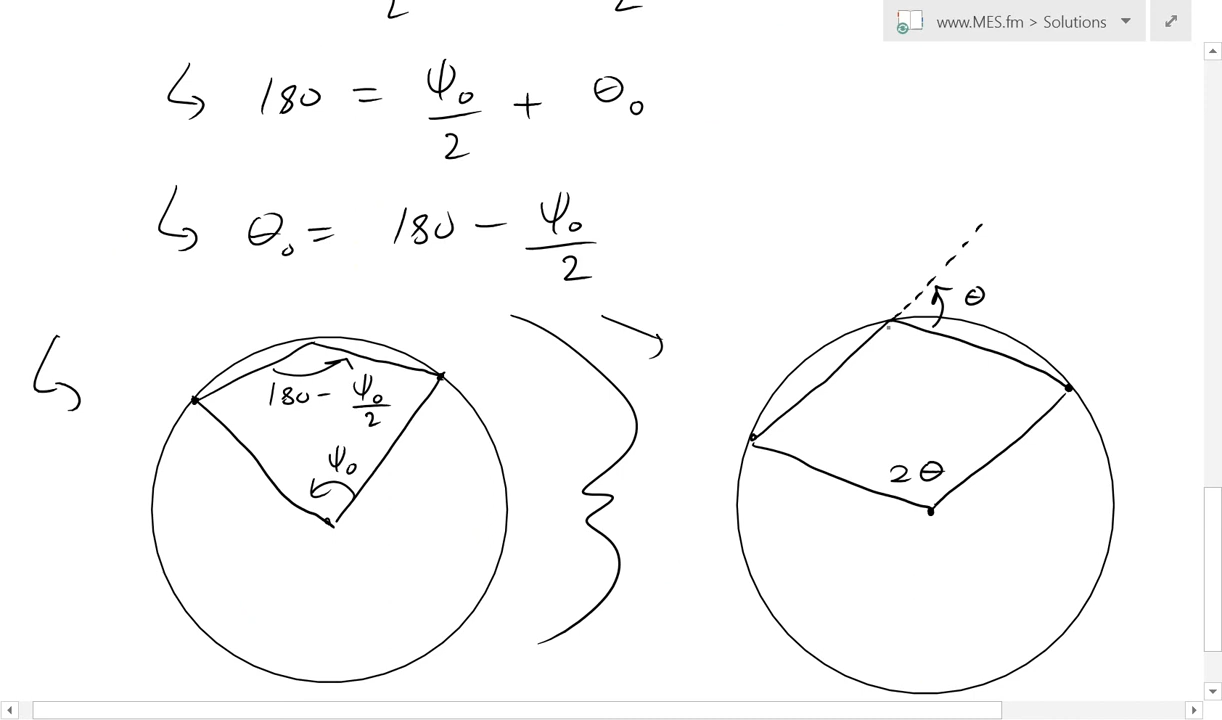 www.MES.fm > Solutions
↳ 180 = ψ₀/2 + θ₀
↳ θ₀ = 180 − ψ₀/2
↳
180 − ψ₀/2
ψ₀
θ
2θ